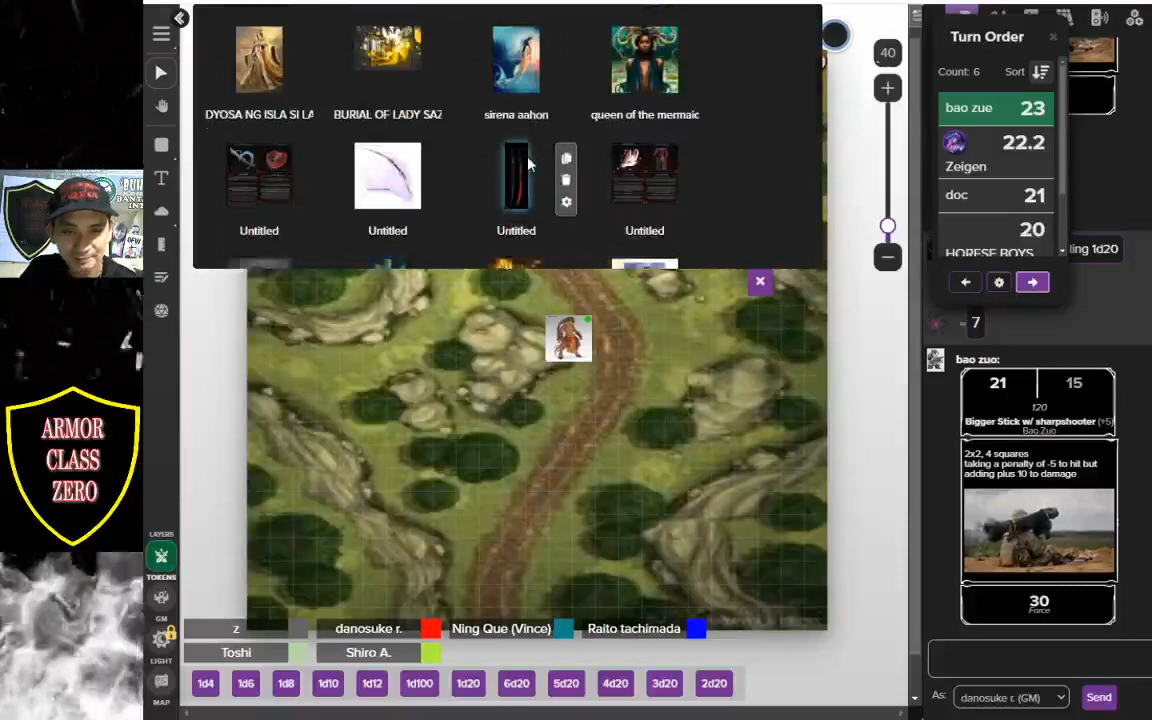 DYOSA NG ISLA SI LA
BURIAL OF LADY SAZ
sirena aahon
queen of the mermaic
Untitled
Untitled
Untitled
Untitled
40
Turn Order
Count: 6
Sort
bao zue
23
22.2
Zeigen
doc
21
20
HORESE BOYS
ling 1d20
7
bao zuo:
21
15
120
Bigger Stick w/ sharpshooter (+5)
Bao Zuo
2x2, 4 squares
taking a penalty of -5 to hit but
adding plus 10 to damage
30
Force
ARMOR
CLASS
ZERO
LAYERS
TOKENS
GM
LIGHT
MAP
z
danosuke r.
Ning Que (Vince)
Raito tachimada
Toshi
Shiro A.
1d4
1d6
1d8
1d10
1d12
1d100
1d20
6d20
5d20
4d20
3d20
2d20
As:
danosuke r. (GM)
Send